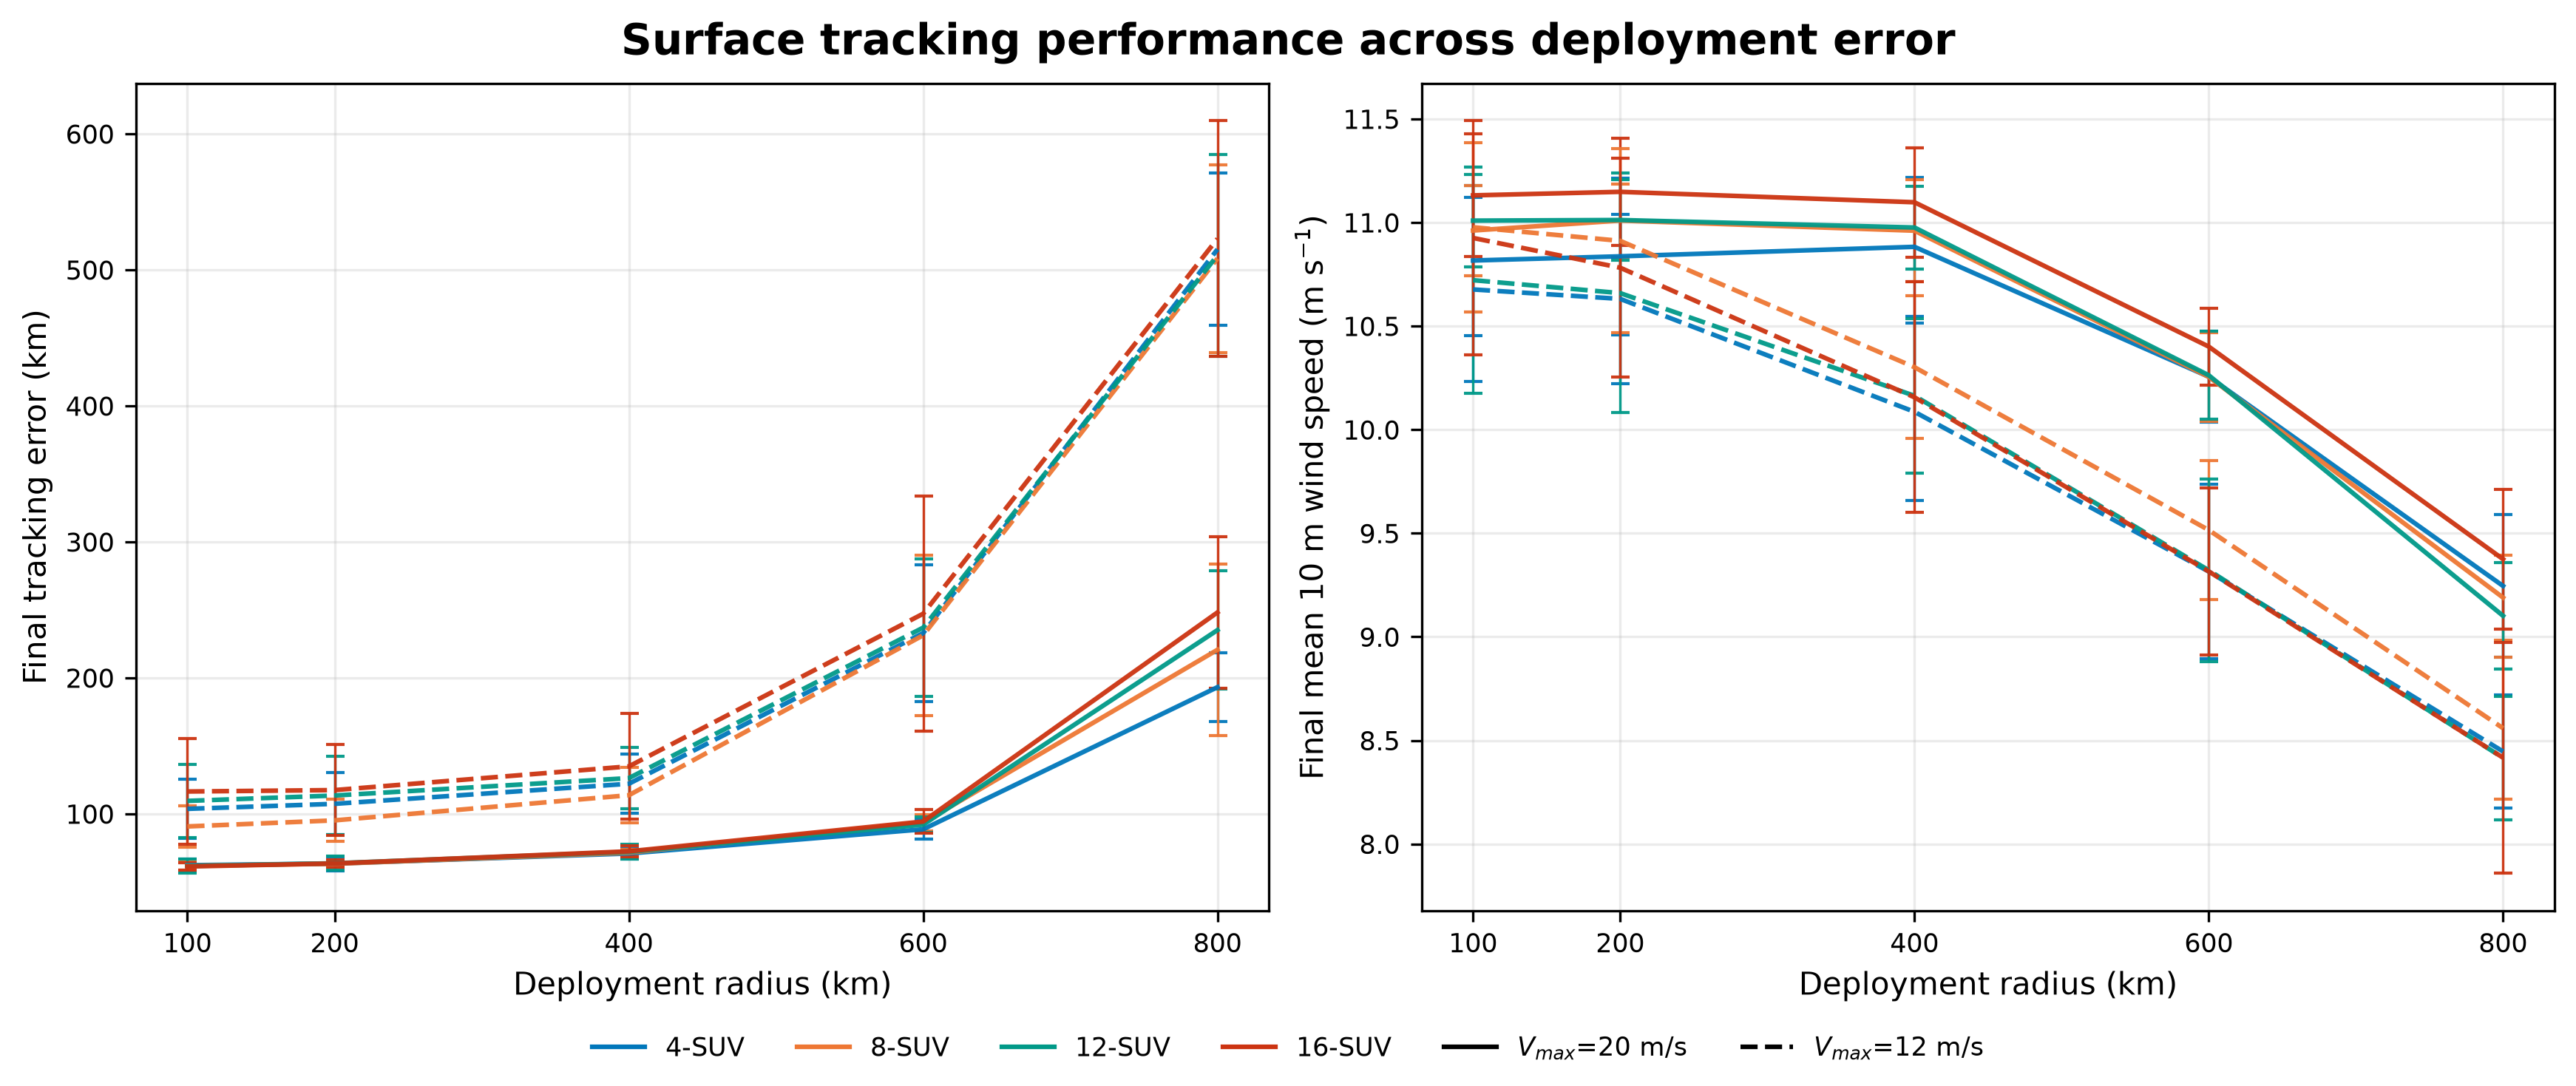 Surface tracking performance across deployment error
Final tracking error (km)
600
500
400
300
200
100
100 200 400 600 800
Deployment radius (km)
Final mean 10 m wind speed (m s⁻¹)
11.5
11.0
10.5
10.0
9.5
9.0
8.5
8.0
100 200 400 600 800
Deployment radius (km)
4-SUV 8-SUV 12-SUV 16-SUV Vmax=20 m/s Vmax=12 m/s